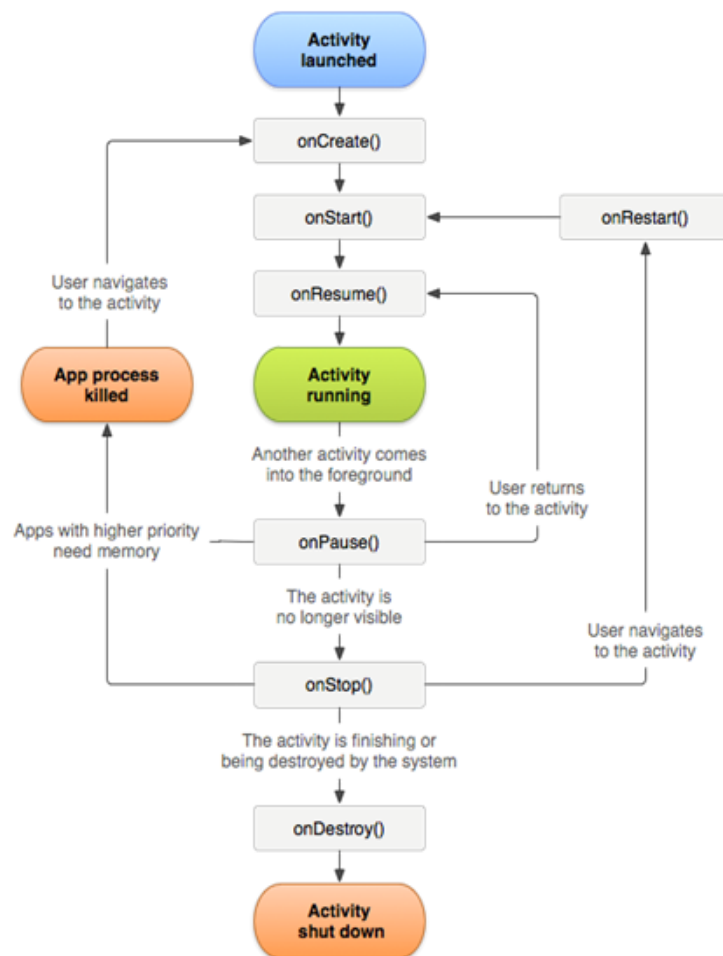 Activity
launched
onCreate()
onStart()
onRestart()
User navigates
to the activity
onResume()
App process
killed
Activity
running
Another activity comes
into the foreground
User returns
to the activity
Apps with higher priority
need memory
onPause()
The activity is
no longer visible
User navigates
to the activity
onStop()
The activity is finishing or
being destroyed by the system
onDestroy()
Activity
shut down